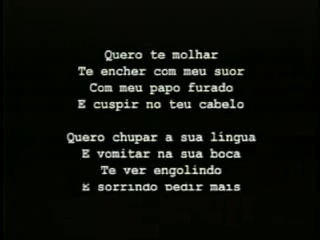 Quero te molhar
Te encher com meu suor
Com meu papo furado
E cuspir no teu cabelo
Quero chupar a sua língua
E vomitar na sua boca
Te ver engolindo
E sorrindo pedir mais